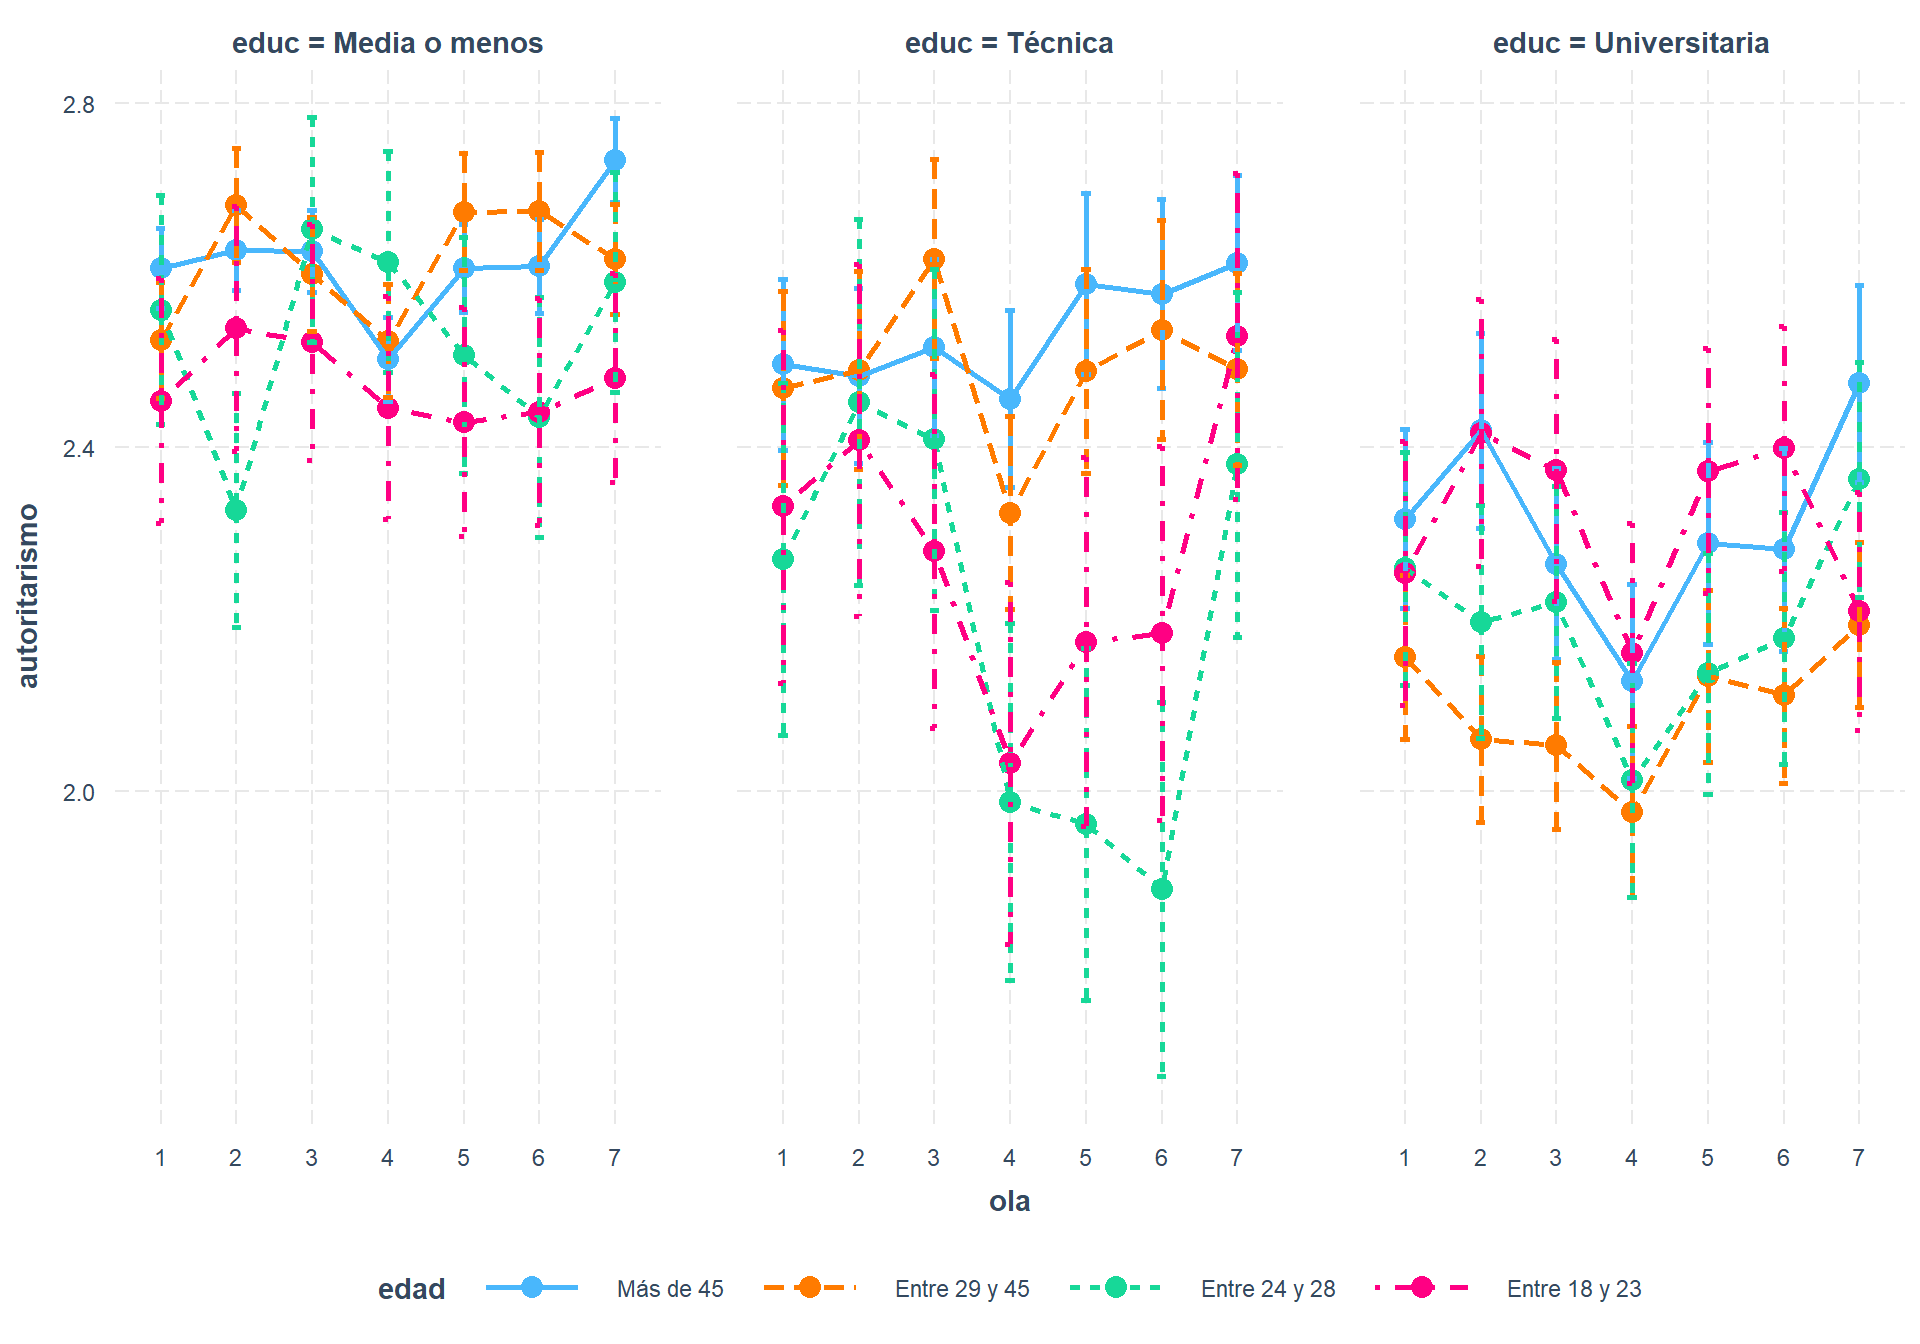 educ = Media o menos educ = Técnica educ = Universitaria
2.8
2.4
2.0
autoritarismo
1 2 3 4 5 6 7 1 2 3 4 5 6 7 1 2 3 4 5 6 7
ola
edad Más de 45 Entre 29 y 45 Entre 24 y 28 Entre 18 y 23